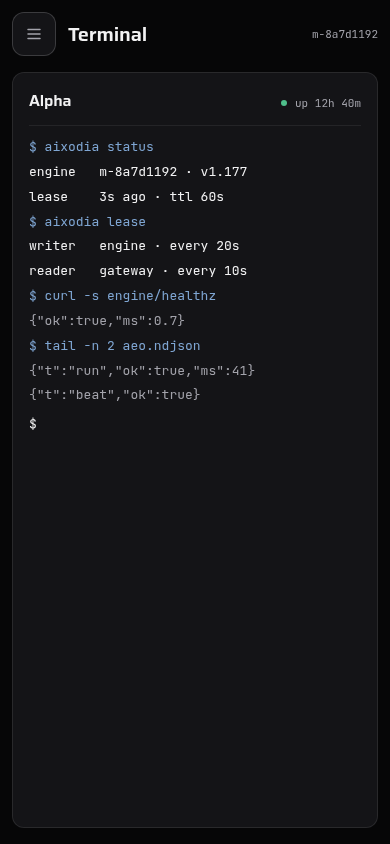 Terminal
m-8a7d1192
Alpha
up 12h 40m
$ aixodia status
engine m-8a7d1192 · v1.177
lease 3s ago · ttl 60s
$ aixodia lease
writer engine · every 20s
reader gateway · every 10s
$ curl -s engine/healthz
{"ok":true,"ms":0.7}
$ tail -n 2 aeo.ndjson
{"t":"run","ok":true,"ms":41}
{"t":"beat","ok":true}
$